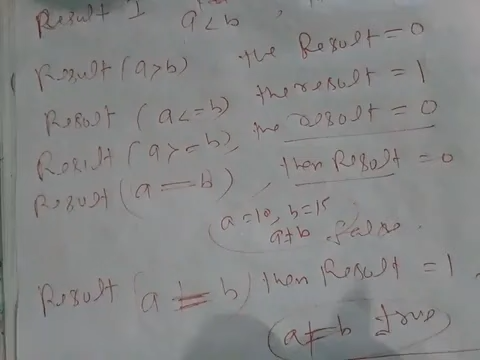 Result 1 a<b,
Result (a>b) the Result = 0
Result (a<=b) the result = 1
Result (a>=b), the result = 0
Result (a == b), then Result = 0
(a=10, b=15
a≠b false.
Result (a != b) then Result = 1,
(a≠b true)